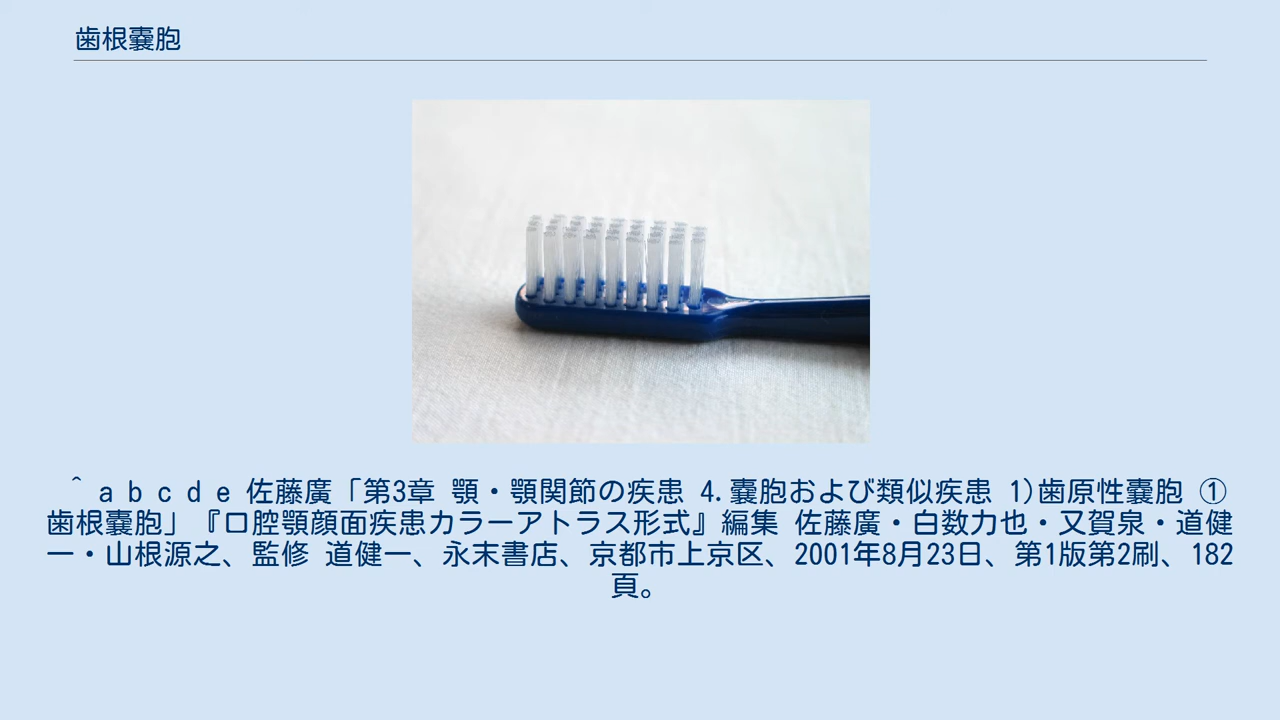 歯根嚢胞
^ a b c d e 佐藤廣「第3章 顎・顎関節の疾患 4.嚢胞および類似疾患 1)歯原性嚢胞 ①
歯根嚢胞」『口腔顎顔面疾患カラーアトラス形式』編集 佐藤廣・白数力也・又賀泉・道健
一・山根源之、監修 道健一、永末書店、京都市上京区、2001年8月23日、第1版第2刷、182
頁。